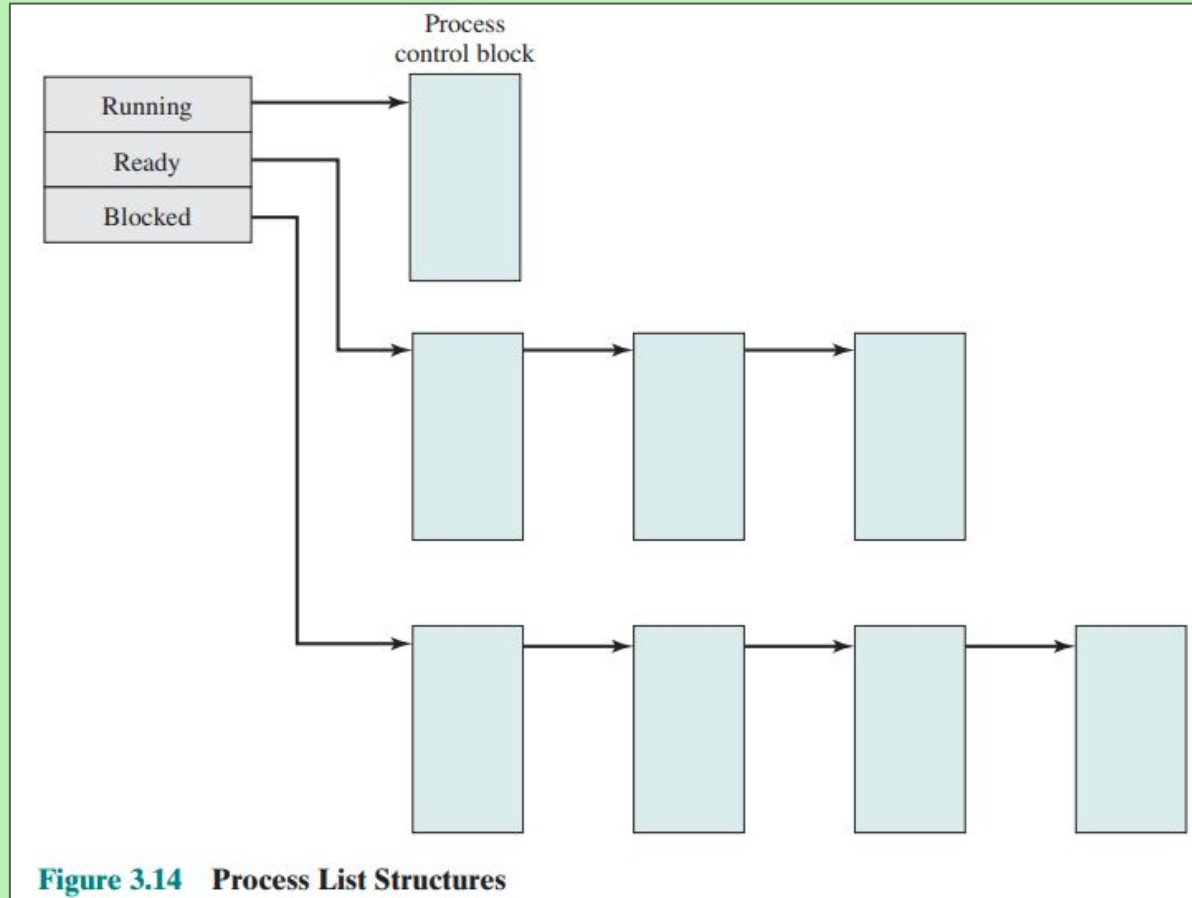 Process
control block
Running
Ready
Blocked
Figure 3.14 Process List Structures